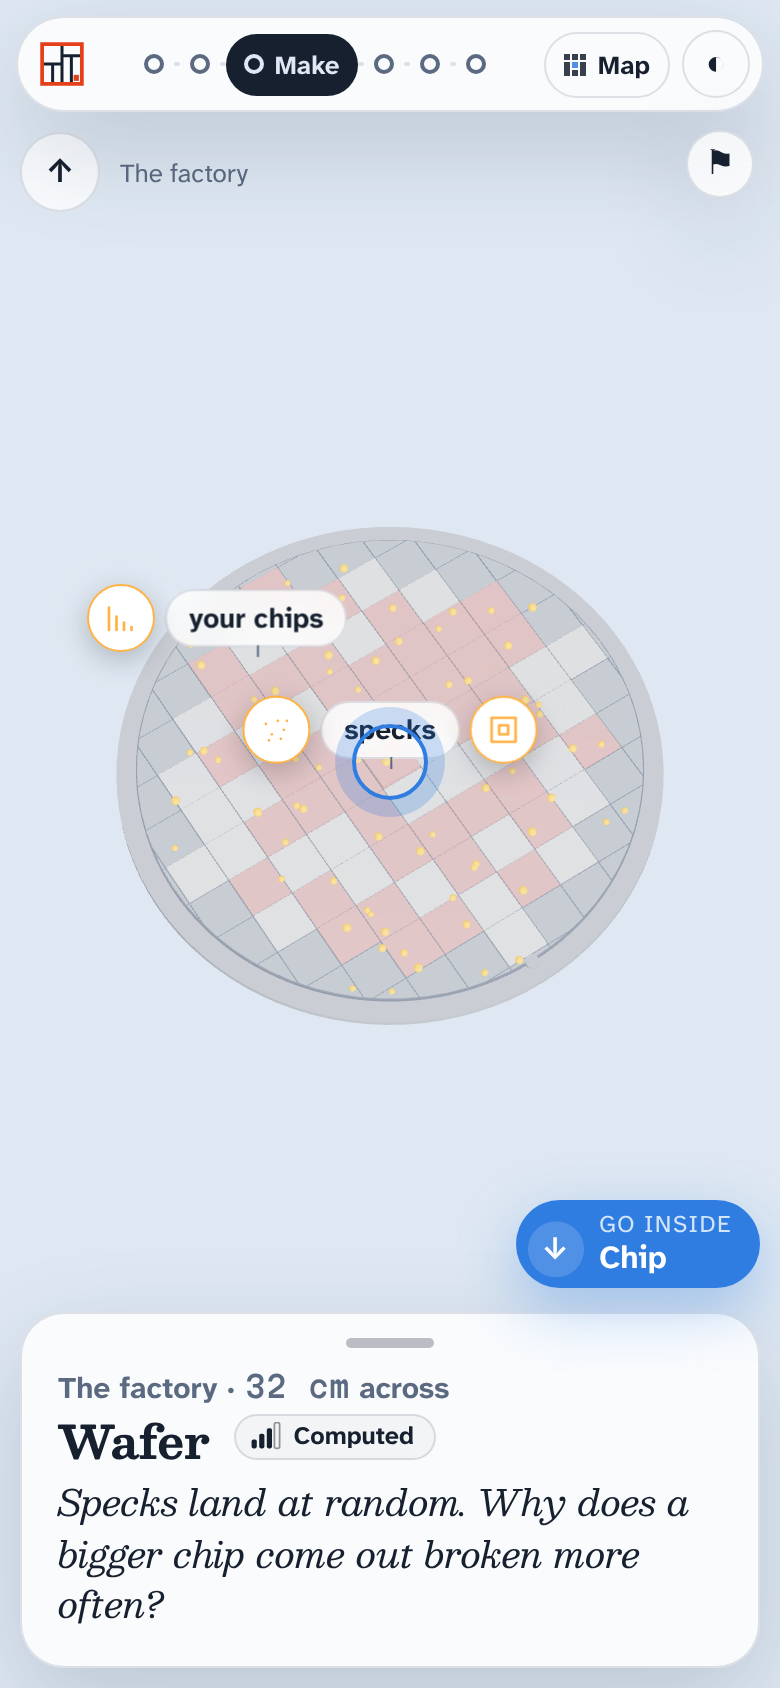 Make
Map
The factory
your chips
specks
GO INSIDE
Chip
The factory · 32 cm across
Wafer
Computed
Specks land at random. Why does a
bigger chip come out broken more
often?